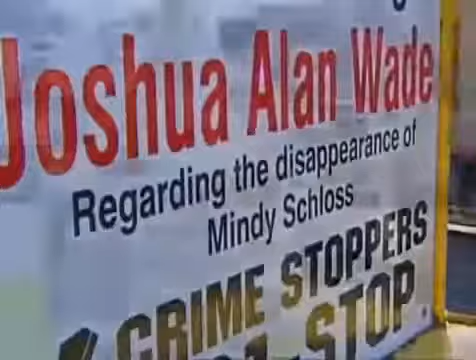 Joshua Alan Wade
Regarding the disappearance of
Mindy Schloss
CRIME STOPPERS
STOP